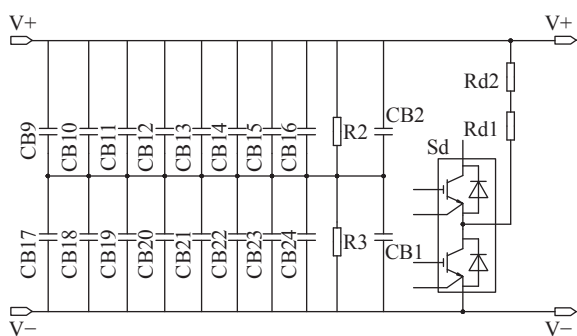 V+ V+
Rd2
CB9 CB10 CB11 CB12 CB13 CB14 CB15 CB16 R2 CB2 Rd1
Sd
CB17 CB18 CB19 CB20 CB21 CB22 CB23 CB24 R3 CB1
V− V−